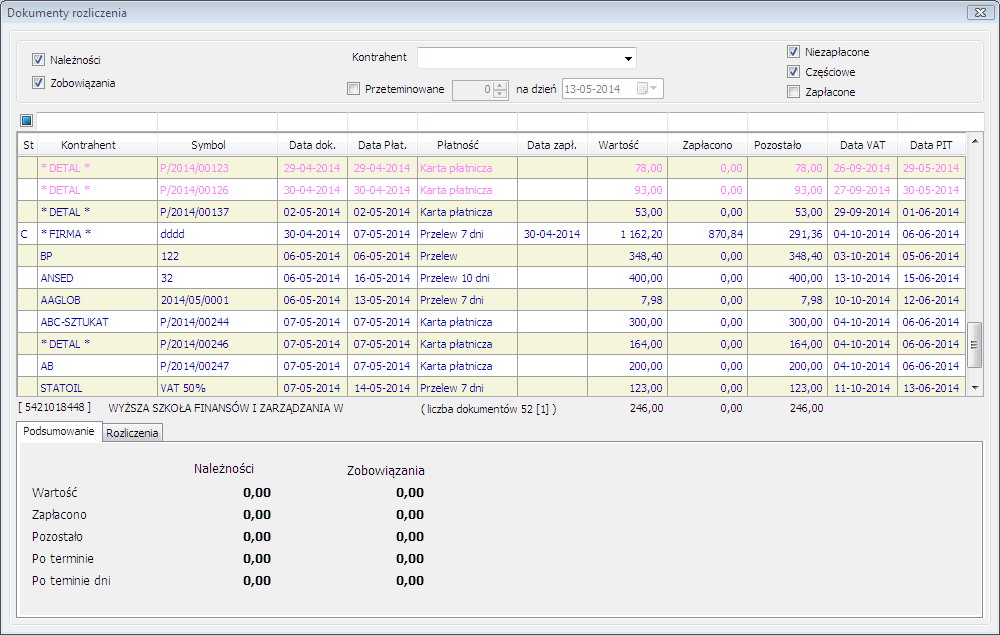 Dokumenty rozliczenia
Należności
Zobowiązania
Kontrahent
Przeteminowane 0 na dzień 13-05-2014
Niezapłacone
Częściowe
Zapłacone
St Kontrahent Symbol Data dok. Data Płat. Płatność Data zapł. Wartość Zapłacono Pozostało Data VAT Data PIT
* DETAL * P/2014/00123 29-04-2014 29-04-2014 Karta płatnicza 78,00 0,00 78,00 26-09-2014 29-05-2014
* DETAL * P/2014/00126 30-04-2014 30-04-2014 Karta płatnicza 93,00 0,00 93,00 27-09-2014 30-05-2014
* DETAL * P/2014/00137 02-05-2014 02-05-2014 Karta płatnicza 53,00 0,00 53,00 29-09-2014 01-06-2014
C * FIRMA * dddd 30-04-2014 07-05-2014 Przelew 7 dni 30-04-2014 1 162,20 870,84 291,36 04-10-2014 06-06-2014
BP 122 06-05-2014 06-05-2014 Przelew 348,40 0,00 348,40 03-10-2014 05-06-2014
ANSED 32 06-05-2014 16-05-2014 Przelew 10 dni 400,00 0,00 400,00 13-10-2014 15-06-2014
AAGLOB 2014/05/0001 06-05-2014 13-05-2014 Przelew 7 dni 7,98 0,00 7,98 10-10-2014 12-06-2014
ABC-SZTUKAT P/2014/00244 07-05-2014 07-05-2014 Karta płatnicza 300,00 0,00 300,00 04-10-2014 06-06-2014
* DETAL * P/2014/00246 07-05-2014 07-05-2014 Karta płatnicza 164,00 0,00 164,00 04-10-2014 06-06-2014
AB P/2014/00247 07-05-2014 07-05-2014 Karta płatnicza 200,00 0,00 200,00 04-10-2014 06-06-2014
STATOIL VAT 50% 07-05-2014 14-05-2014 Przelew 7 dni 123,00 0,00 123,00 11-10-2014 13-06-2014
[ 5421018448 ] WYŻSZA SZKOŁA FINANSÓW I ZARZĄDZANIA W ( liczba dokumentów 52 [1] ) 246,00 0,00 246,00
Podsumowanie Rozliczenia
Należności Zobowiązania
Wartość 0,00 0,00
Zapłacono 0,00 0,00
Pozostało 0,00 0,00
Po terminie 0,00 0,00
Po teminie dni 0,00 0,00